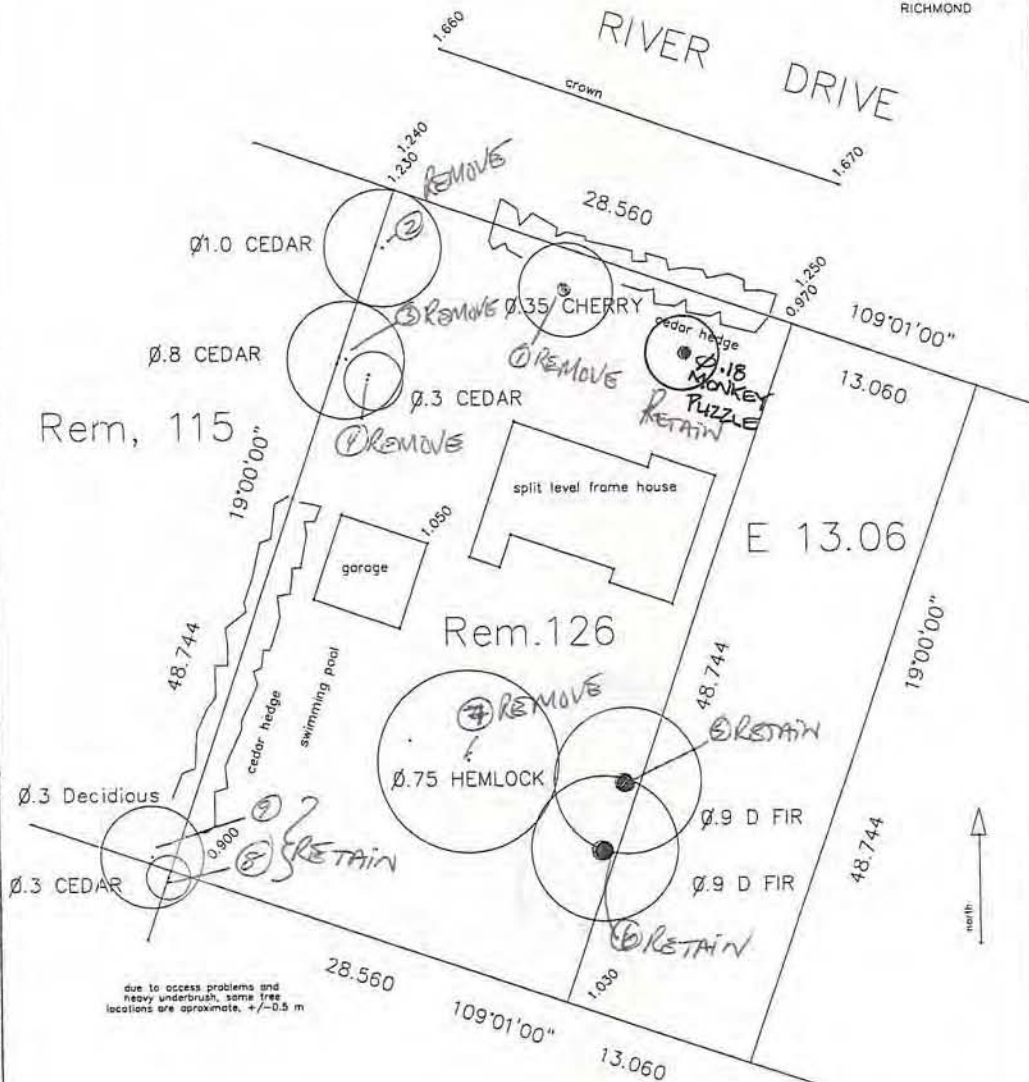 RICHMOND
RIVER DRIVE
1.660
crown
1.670
1.240
1.230
REMOVE
②
28.560
Ø1.0 CEDAR
1.250
0.970
109°01'00"
③ REMOVE
Ø.35 CHERRY
cedar hedge
Ø.8 CEDAR
① REMOVE
Ø.18
MONKEY
PUZZLE
RETAIN
13.060
Ø.3 CEDAR
Rem, 115
④ REMOVE
19°00'00"
split level frame house
1.050
garage
E 13.06
Rem.126
48.744
48.744
19°00'00"
cedar hedge
swimming pool
⑦ REMOVE
⑤ RETAIN
Ø.75 HEMLOCK
Ø.3 Decidious
Ø.9 D FIR
⑨
0.900
⑧
RETAIN
48.744
Ø.3 CEDAR
Ø.9 D FIR
north
⑥ RETAIN
28.560
1.030
due to access problems and
heavy underbrush, some tree
locations are aproximate, +/-0.5 m
109°01'00"
13.060